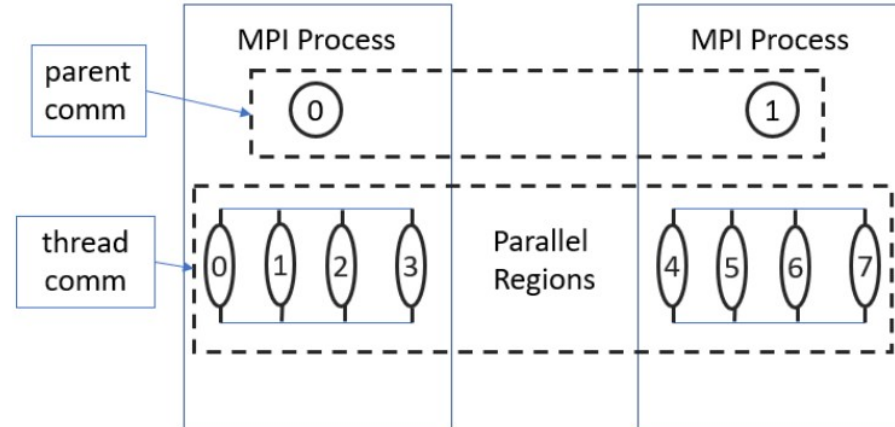 MPI Process
MPI Process
parent
comm
0
1
thread
comm
0 1 2 3
Parallel
Regions
4 5 6 7